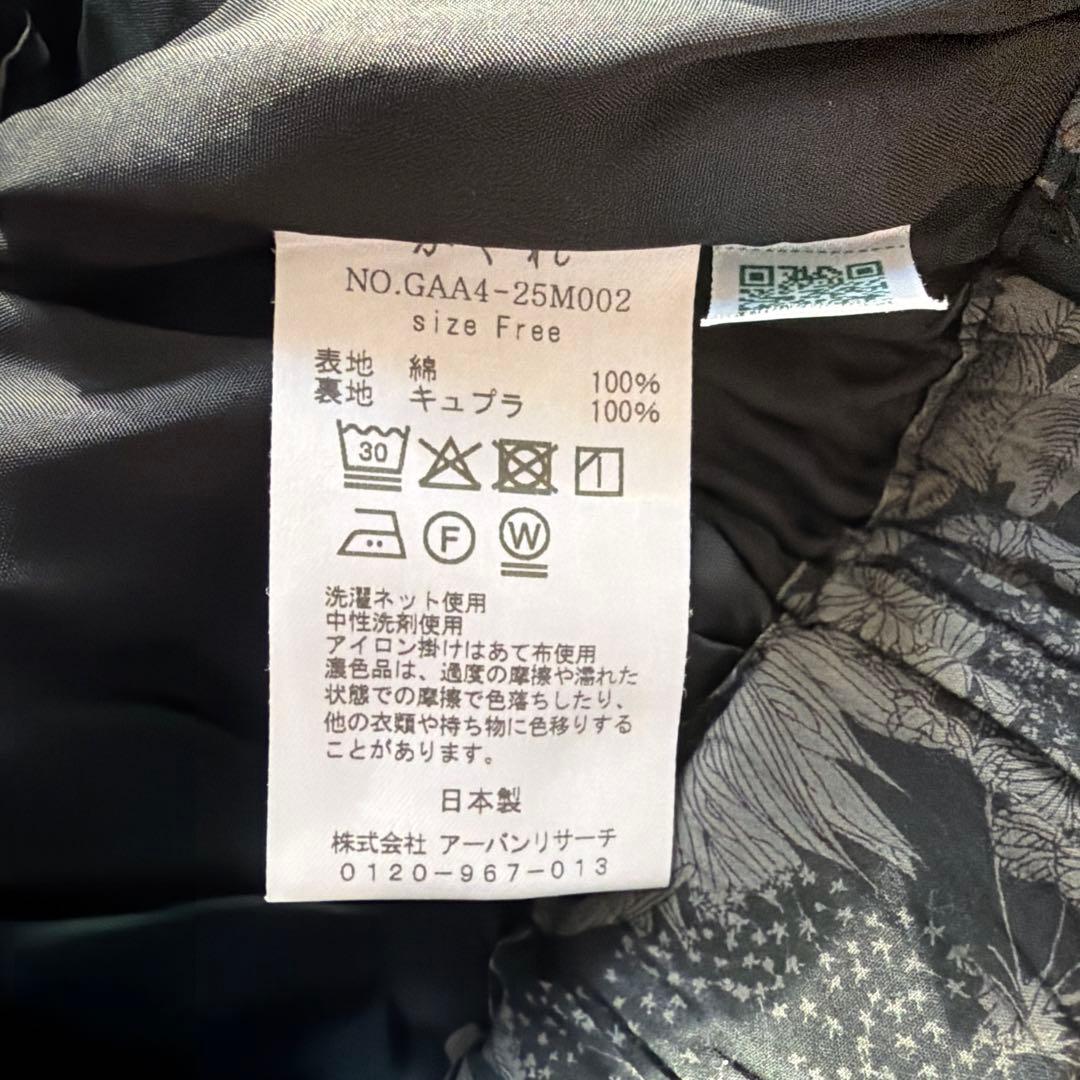 かぐれ
NO.GAA4-25M002
size Free
表地 綿 100%
裏地 キュプラ 100%
30
F
W
洗濯ネット使用
中性洗剤使用
アイロン掛けはあて布使用
濃色品は、過度の摩擦や濡れた
状態での摩擦で色落ちしたり、
他の衣類や持ち物に色移りする
ことがあります。
日本製
株式会社 アーバンリサーチ
0120-967-013